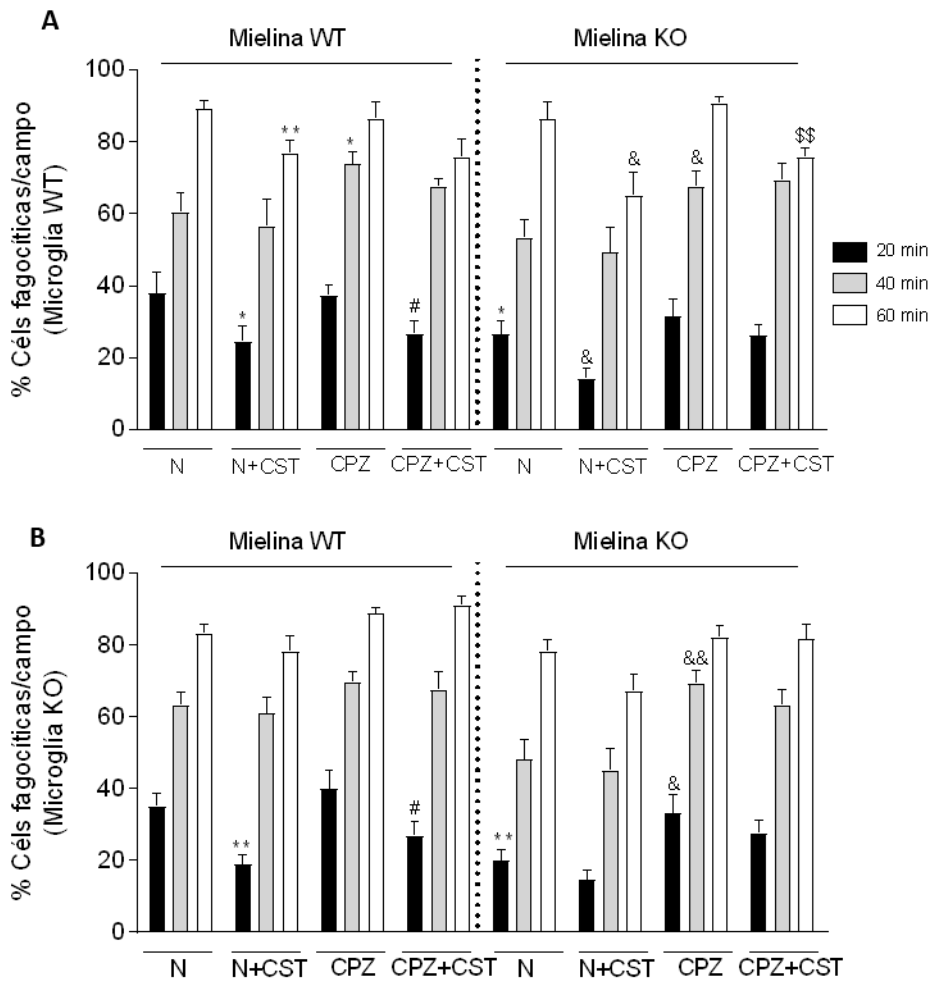 A
Mielina WT
Mielina KO
% Céls fagocíticas/campo
(Microglía WT)
100
80
60
40
20
0
*
**
*
#
*
&
&
&
$$
20 min
40 min
60 min
N
N+CST
CPZ
CPZ+CST
N
N+CST
CPZ
CPZ+CST
B
Mielina WT
Mielina KO
% Céls fagocíticas/campo
(Microglía KO)
100
80
60
40
20
0
**
#
**
&
&&
N
N+CST
CPZ
CPZ+CST
N
N+CST
CPZ
CPZ+CST